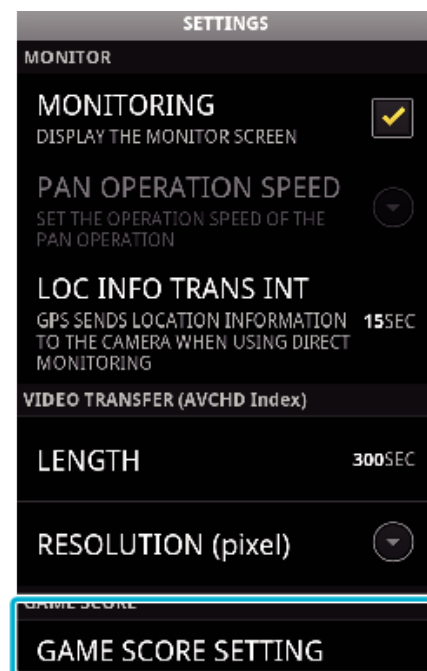 SETTINGS
MONITOR
MONITORING
DISPLAY THE MONITOR SCREEN
PAN OPERATION SPEED
SET THE OPERATION SPEED OF THE
PAN OPERATION
LOC INFO TRANS INT
GPS SENDS LOCATION INFORMATION 15SEC
TO THE CAMERA WHEN USING DIRECT
MONITORING
VIDEO TRANSFER (AVCHD Index)
LENGTH 300SEC
RESOLUTION (pixel)
GAME SCORE
GAME SCORE SETTING